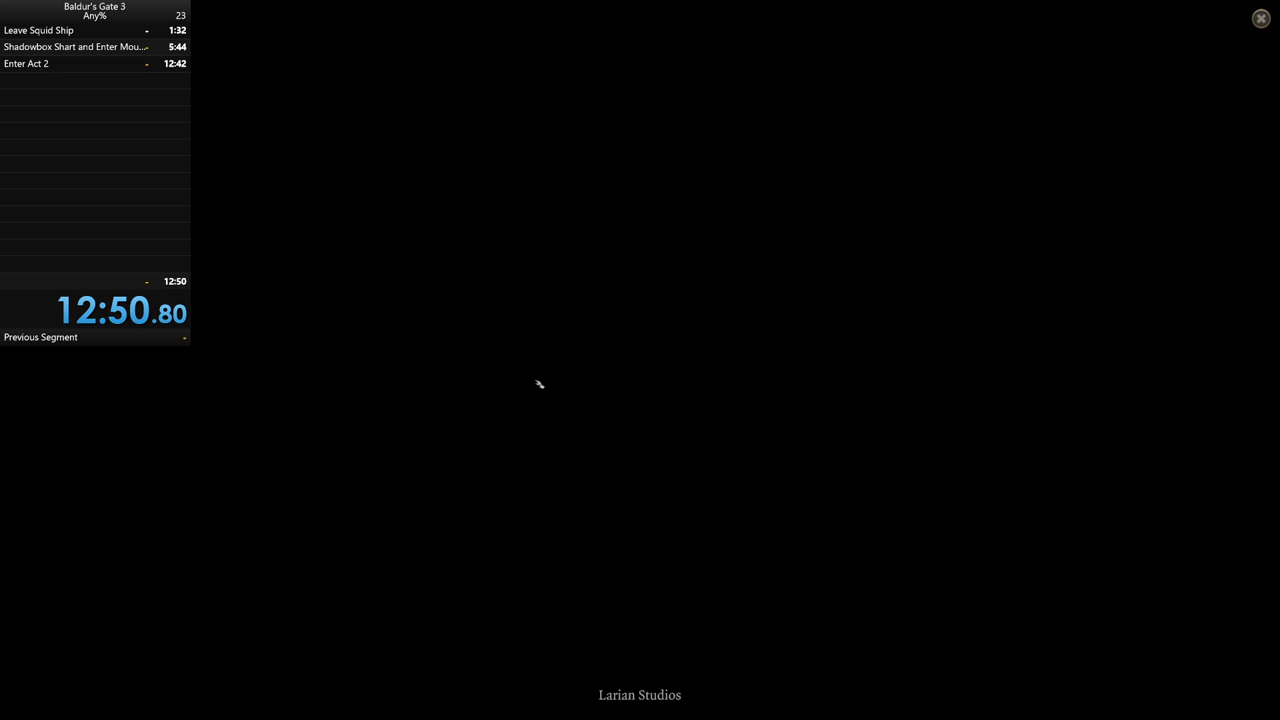 Baldur's Gate 3
Any% 23
Leave Squid Ship - 1:32
Shadowbox Shart and Enter Mou... - 5:44
Enter Act 2 - 12:42
- 12:50
12:50.80
Previous Segment -
Larian Studios